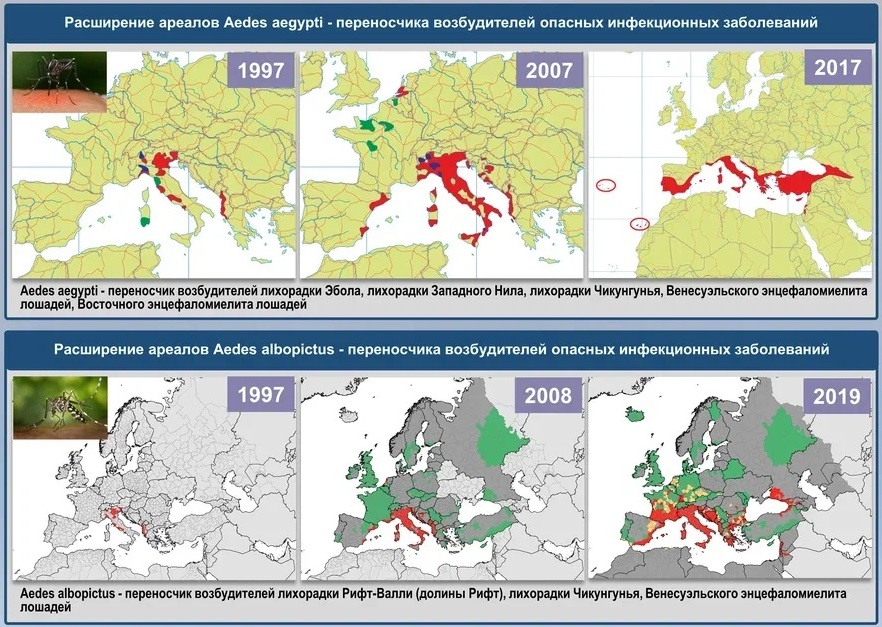 Расширение ареалов Aedes aegypti - переносчика возбудителей опасных инфекционных заболеваний
1997
2007
2017
Aedes aegypti - переносчик возбудителей лихорадки Эбола, лихорадки Западного Нила, лихорадки Чикунгунья, Венесуэльского энцефаломиелита
лошадей, Восточного энцефаломиелита лошадей
Расширение ареалов Aedes albopictus - переносчика возбудителей опасных инфекционных заболеваний
1997
2008
2019
Aedes albopictus - переносчик возбудителей лихорадки Рифт-Валли (долины Рифт), лихорадки Чикунгунья, Венесуэльского энцефаломиелита
лошадей